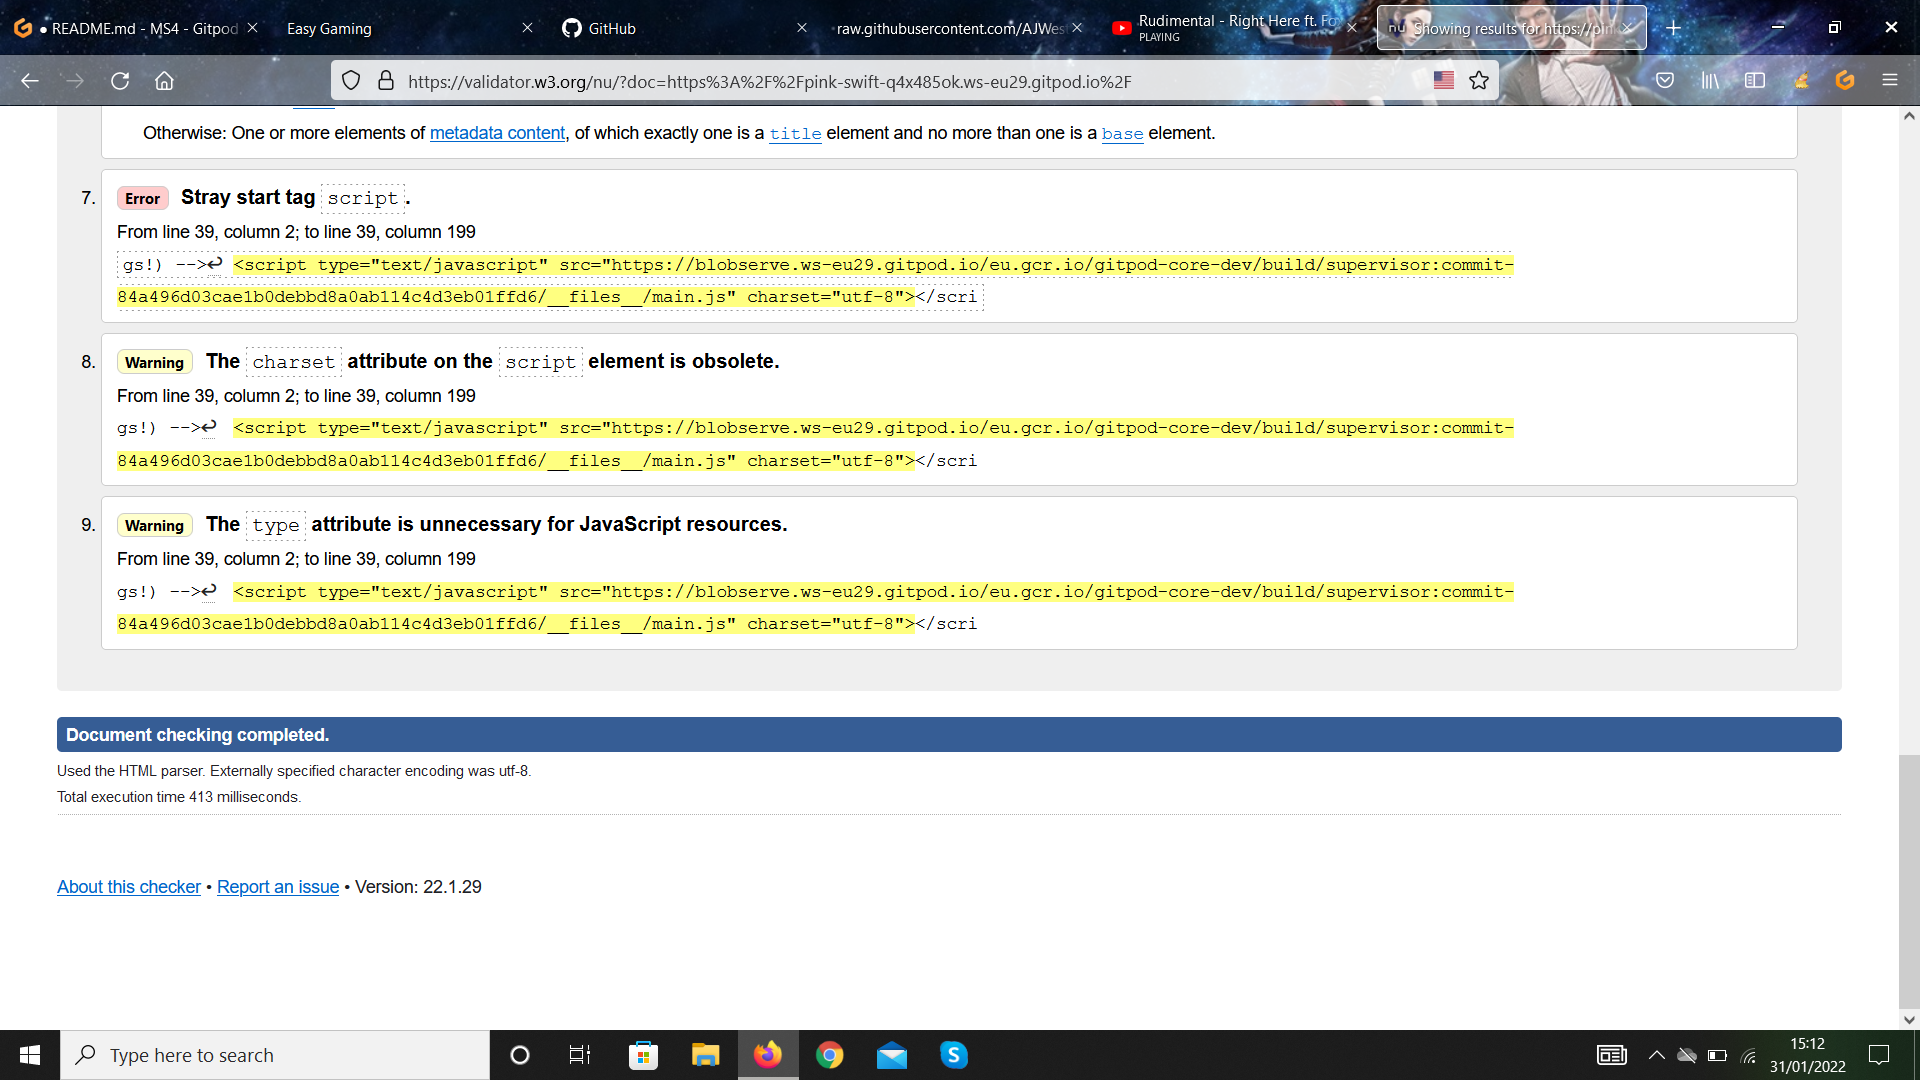 README.md - MS4 - Gitpod
Easy Gaming
GitHub
raw.githubusercontent.com/AJWes
Rudimental - Right Here ft. Fo
PLAYING
nu
Showing results for https://pin
https://validator.w3.org/nu/?doc=https%3A%2F%2Fpink-swift-q4x485ok.ws-eu29.gitpod.io%2F
Otherwise: One or more elements of metadata content, of which exactly one is a title element and no more than one is a base element.
7. Error Stray start tag script.
From line 39, column 2; to line 39, column 199
gs!) -->↩ <script type="text/javascript" src="https://blobserve.ws-eu29.gitpod.io/eu.gcr.io/gitpod-core-dev/build/supervisor:commit-
84a496d03cae1b0debbd8a0ab114c4d3eb01ffd6/__files__/main.js" charset="utf-8"></scri
8. Warning The charset attribute on the script element is obsolete.
From line 39, column 2; to line 39, column 199
gs!) -->↩ <script type="text/javascript" src="https://blobserve.ws-eu29.gitpod.io/eu.gcr.io/gitpod-core-dev/build/supervisor:commit-
84a496d03cae1b0debbd8a0ab114c4d3eb01ffd6/__files__/main.js" charset="utf-8"></scri
9. Warning The type attribute is unnecessary for JavaScript resources.
From line 39, column 2; to line 39, column 199
gs!) -->↩ <script type="text/javascript" src="https://blobserve.ws-eu29.gitpod.io/eu.gcr.io/gitpod-core-dev/build/supervisor:commit-
84a496d03cae1b0debbd8a0ab114c4d3eb01ffd6/__files__/main.js" charset="utf-8"></scri
Document checking completed.
Used the HTML parser. Externally specified character encoding was utf-8.
Total execution time 413 milliseconds.
About this checker • Report an issue • Version: 22.1.29
Type here to search
15:12
31/01/2022